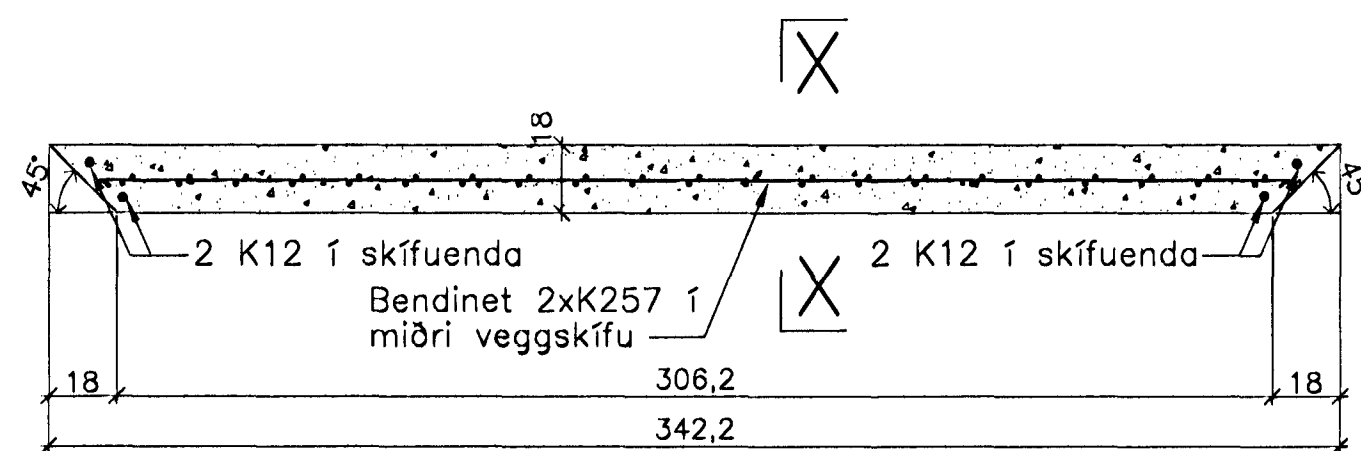 X
18
45°
45
2 K12 í skífuenda
2 K12 í skífuenda
Bendinet 2xK257 í
miðri veggskífu
X
18
306,2
18
342,2